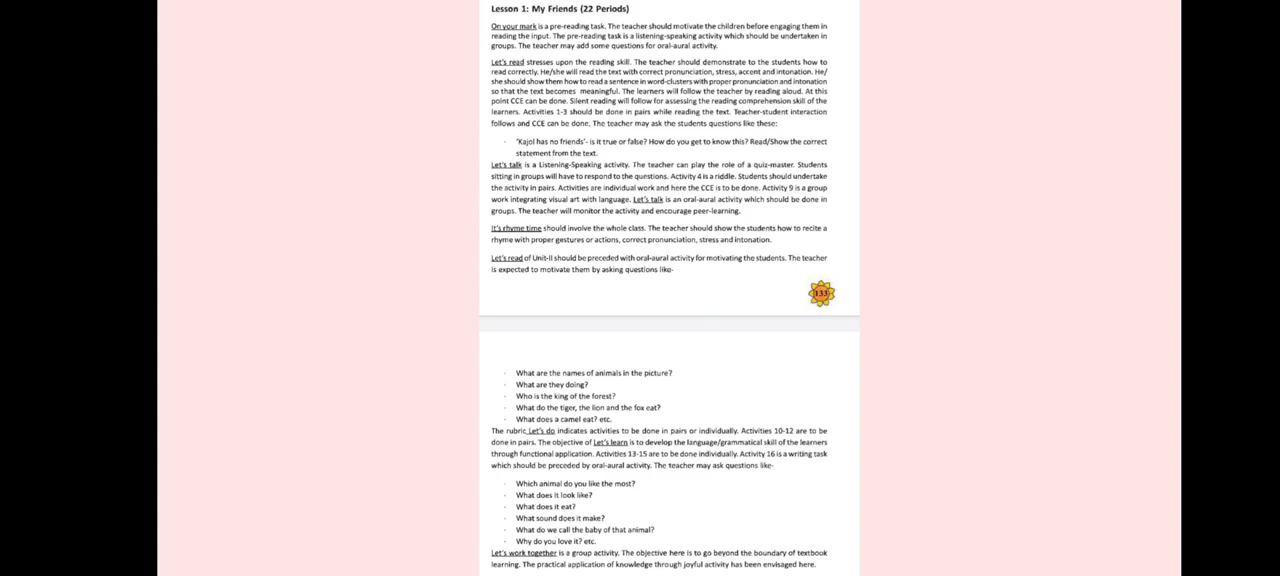 Lesson 1: My Friends (22 Periods)
On your mark is a pre-reading task. The teacher should motivate the children before engaging them in
reading the input. The pre-reading task is a listening-speaking activity which should be undertaken in
groups. The teacher may add some questions for oral-aural activity.
Let's read stresses upon the reading skill. The teacher should demonstrate to the students how to
read correctly. He/she will read the text with correct pronunciation, stress, accent and intonation. He/
she should show them how to read a sentence in word-clusters with proper pronunciation and intonation
so that the text becomes meaningful. The learners will follow the teacher by reading aloud. At this
point CCE can be done. Silent reading will follow for assessing the reading comprehension skill of the
learners. Activities 1-3 should be done in pairs while reading the text. Teacher-student interaction
follows and CCE can be done. The teacher may ask the students questions like these:
· 'Kajol has no friends'- is it true or false? How do you get to know this? Read/Show the correct
statement from the text.
Let's talk is a Listening-Speaking activity. The teacher can play the role of a quiz-master. Students
sitting in groups will have to respond to the questions. Activity 4 is a riddle. Students should undertake
the activity in pairs. Activities are individual work and here the CCE is to be done. Activity 9 is a group
work integrating visual art with language. Let's talk is an oral-aural activity which should be done in
groups. The teacher will monitor the activity and encourage peer-learning.
It's rhyme time should involve the whole class. The teacher should show the students how to recite a
rhyme with proper gestures or actions, correct pronunciation, stress and intonation.
Let's read of Unit-II should be preceded with oral-aural activity for motivating the students. The teacher
is expected to motivate them by asking questions like-
133
· What are the names of animals in the picture?
· What are they doing?
· Who is the king of the forest?
· What do the tiger, the lion and the fox eat?
· What does a camel eat? etc.
The rubric Let's do indicates activities to be done in pairs or individually. Activities 10-12 are to be
done in pairs. The objective of Let's learn is to develop the language/grammatical skill of the learners
through functional application. Activities 13-15 are to be done individually. Activity 16 is a writing task
which should be preceded by oral-aural activity. The teacher may ask questions like-
· Which animal do you like the most?
· What does it look like?
· What does it eat?
· What sound does it make?
· What do we call the baby of that animal?
· Why do you love it? etc.
Let's work together is a group activity. The objective here is to go beyond the boundary of textbook
learning. The practical application of knowledge through joyful activity has been envisaged here.